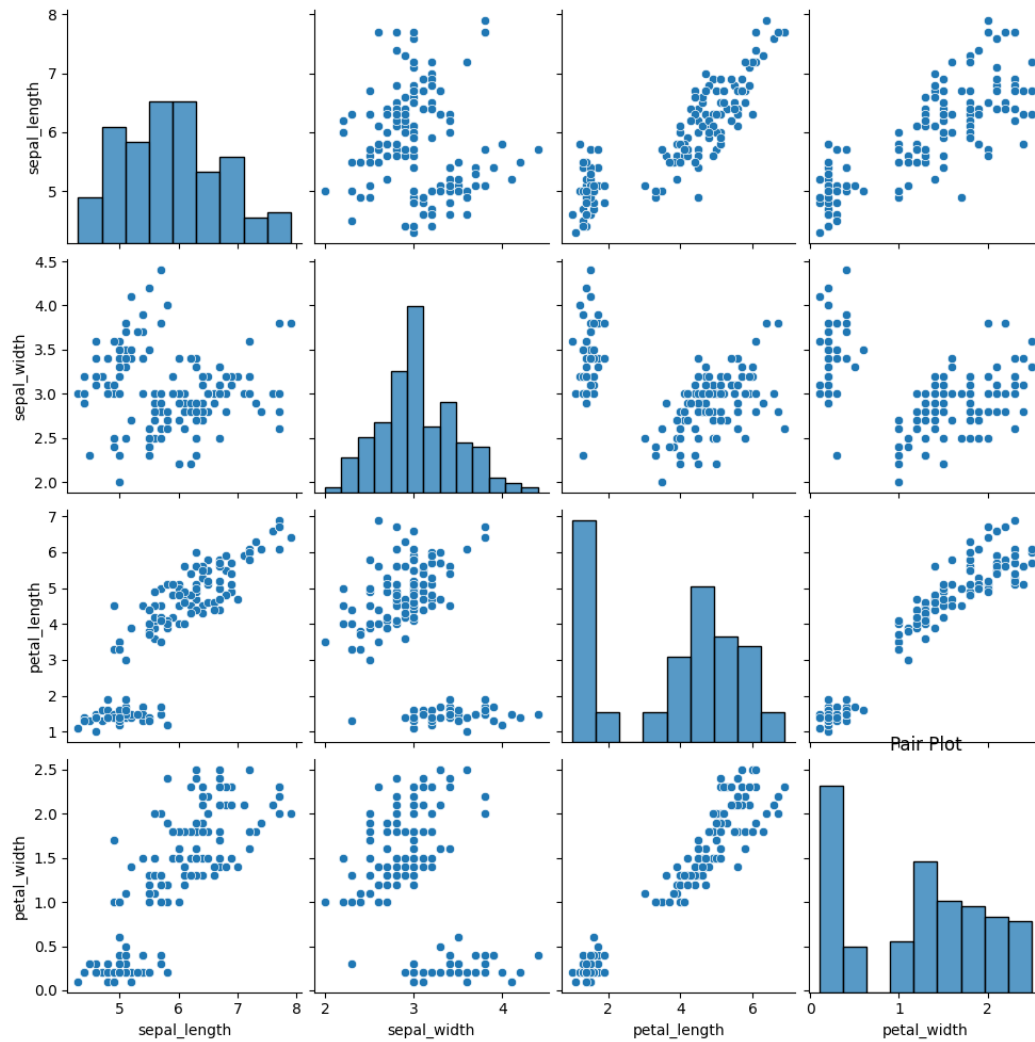 8
7
6
5
sepal_length
4.5
4.0
3.5
3.0
2.5
2.0
sepal_width
7
6
5
4
3
2
1
petal_length
Pair Plot
2.5
2.0
1.5
1.0
0.5
0.0
petal_width
5 6 7 8
2 3 4
2 4 6
0 1 2
sepal_length sepal_width petal_length petal_width